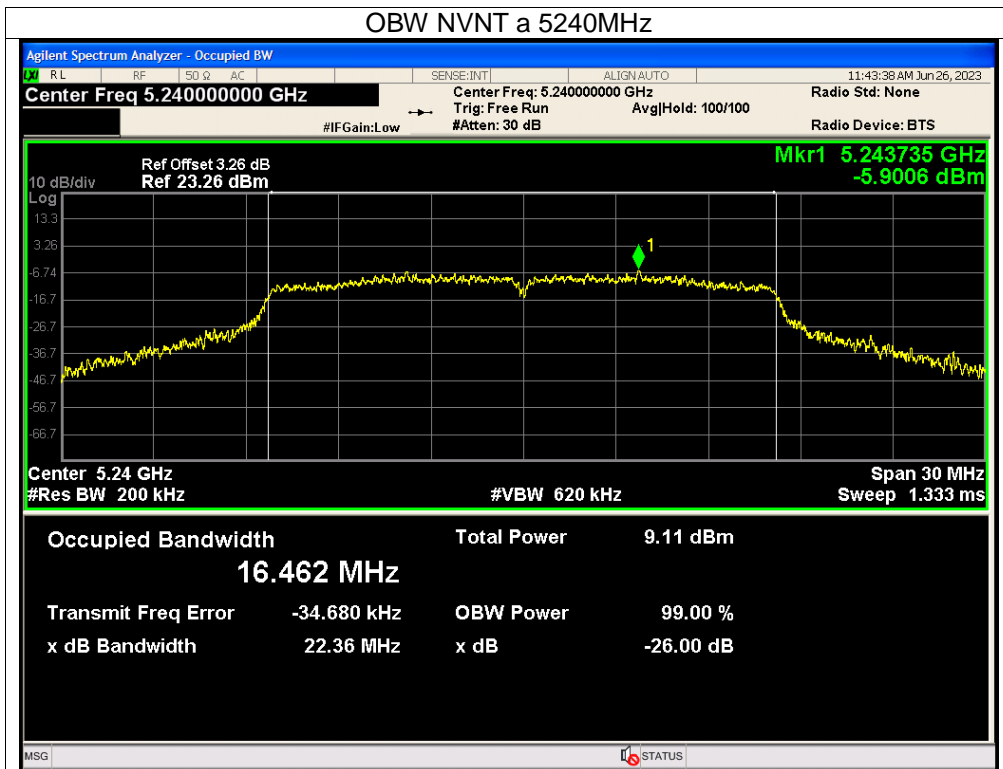 OBW NVNT a 5240MHz
Agilent Spectrum Analyzer - Occupied BW
LXI RL RF 50 Ω AC SENSE:INT ALIGN AUTO 11:43:38 AM Jun 26, 2023
Center Freq 5.240000000 GHz Center Freq: 5.240000000 GHz Radio Std: None
Trig: Free Run Avg|Hold: 100/100
#IFGain:Low #Atten: 30 dB Radio Device: BTS
Ref Offset 3.26 dB Mkr1 5.243735 GHz
10 dB/div Ref 23.26 dBm -5.9006 dBm
Log
13.3
3.26
1
-6.74
-16.7
-26.7
-36.7
-46.7
-56.7
-66.7
Center 5.24 GHz Span 30 MHz
#Res BW 200 kHz #VBW 620 kHz Sweep 1.333 ms
Occupied Bandwidth Total Power 9.11 dBm
16.462 MHz
Transmit Freq Error -34.680 kHz OBW Power 99.00 %
x dB Bandwidth 22.36 MHz x dB -26.00 dB
MSG STATUS